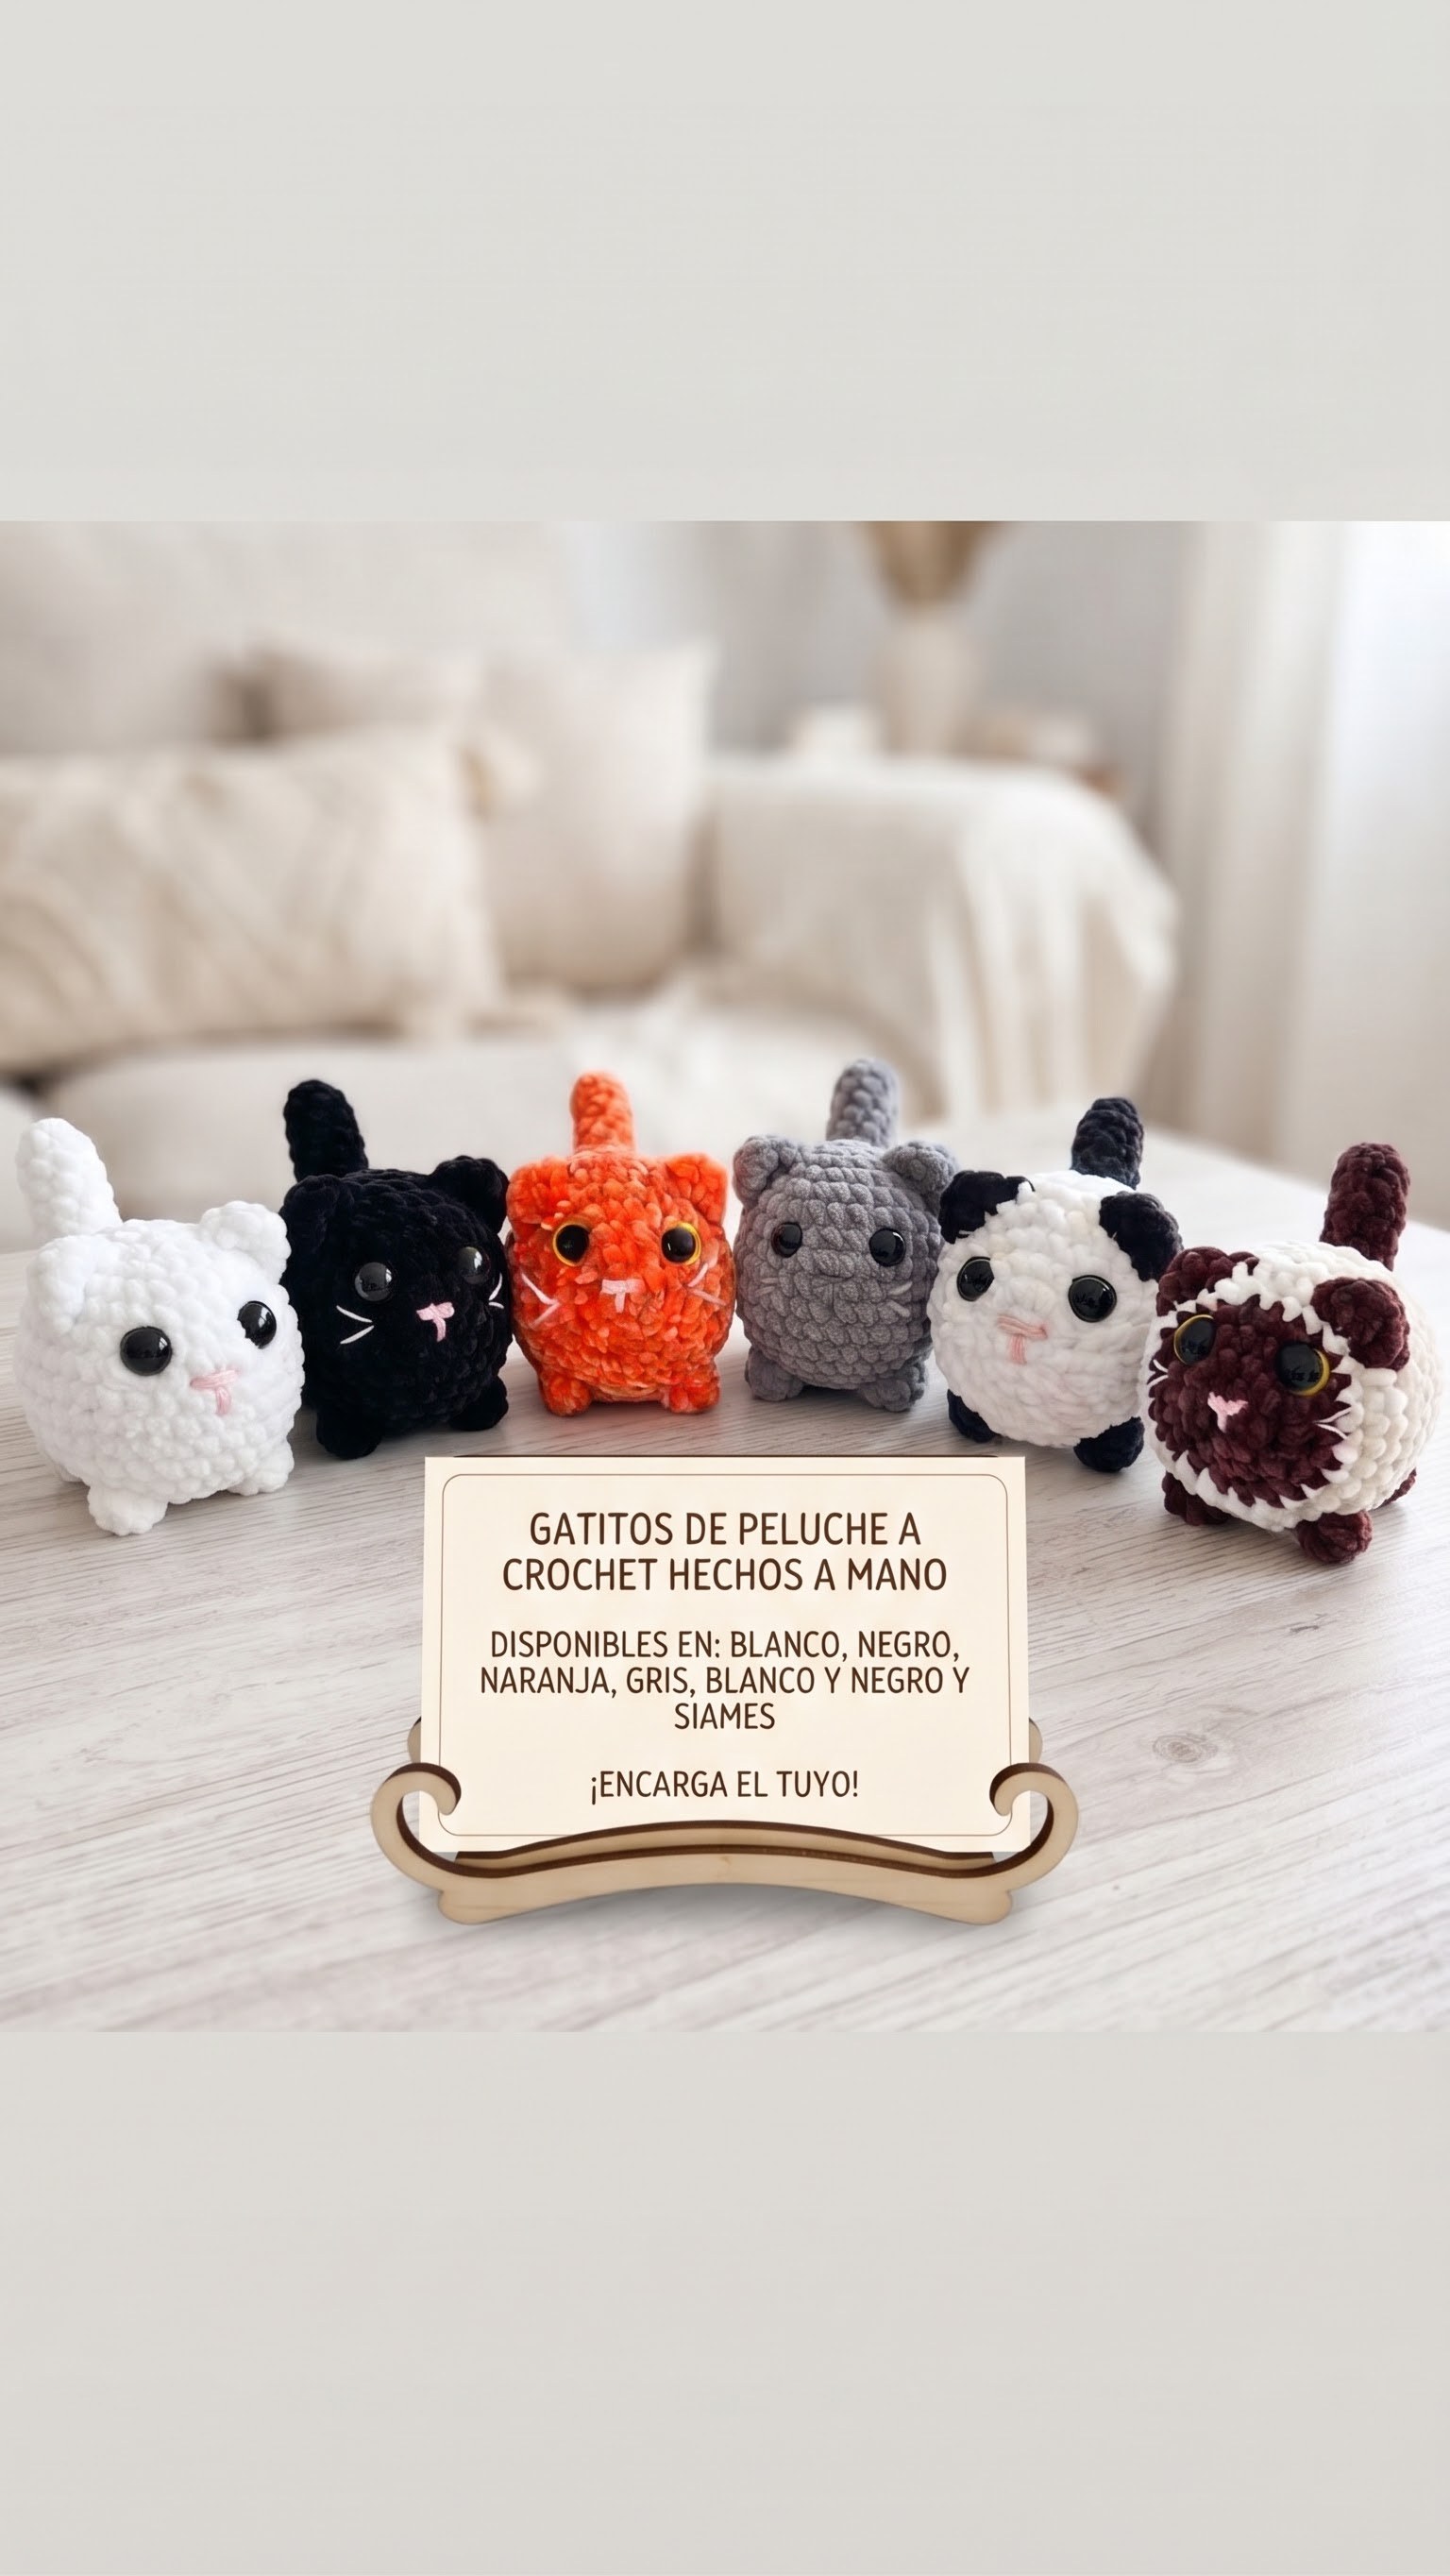 GATITOS DE PELUCHE A
CROCHET HECHOS A MANO
DISPONIBLES EN: BLANCO, NEGRO,
NARANJA, GRIS, BLANCO Y NEGRO Y
SIAMES
¡ENCARGA EL TUYO!